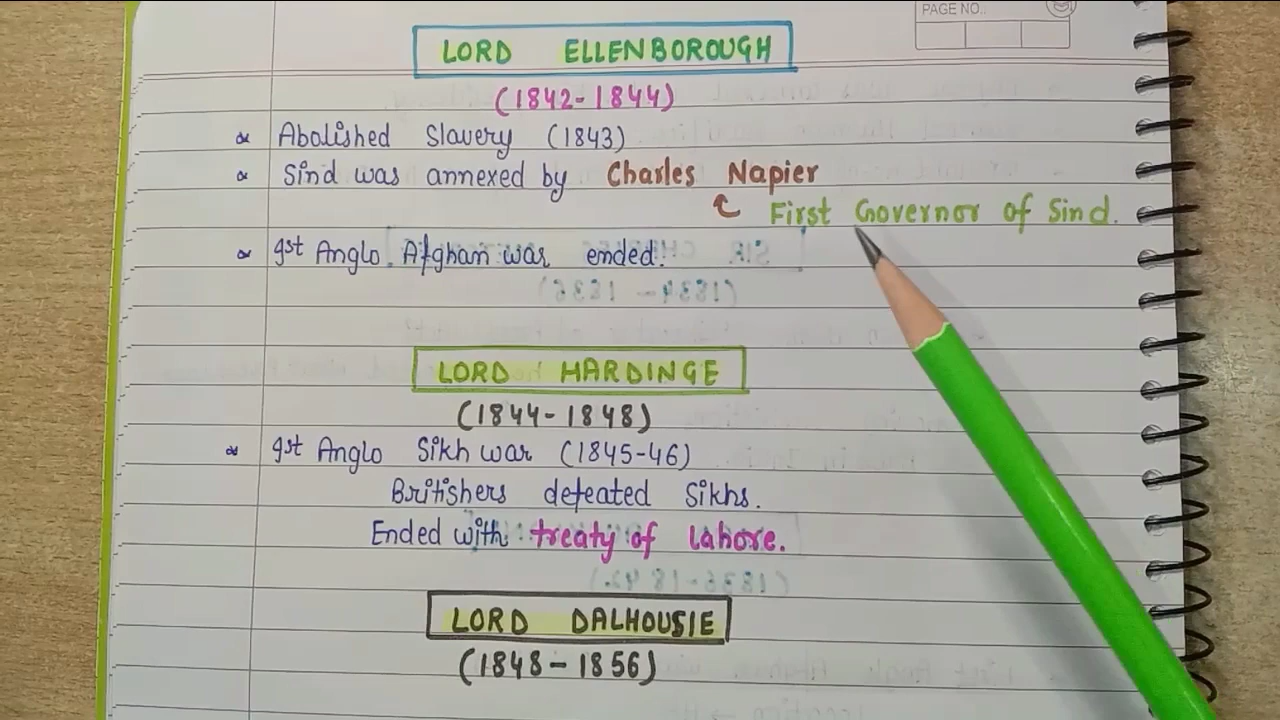 PAGE NO..
LORD ELLENBOROUGH
(1842-1844)
Abolished Slavery (1843)
Sind was annexed by Charles Napier
First Governor of Sind.
Ist Anglo Afghan war ended.
LORD HARDINGE
(1844-1848)
Ist Anglo Sikh war (1845-46)
Britishers defeated Sikhs.
Ended with treaty of lahore.
LORD DALHOUSIE
(1848-1856)